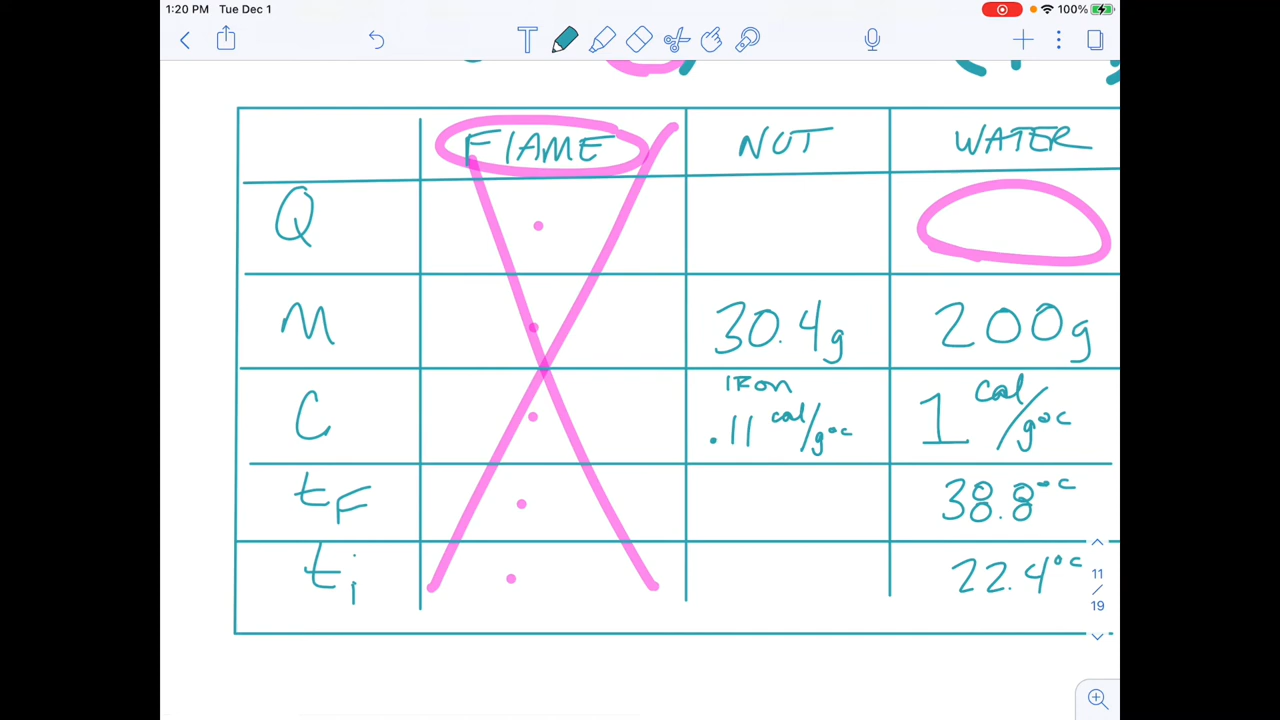 1:20 PM Tue Dec 1 100%
FlAME NUT WATER
Q
M 30.4g 200g
C IRon .11 cal/g°c 1 cal/g°c
tF 38.8°c
ti 22.4°c
11
/
19